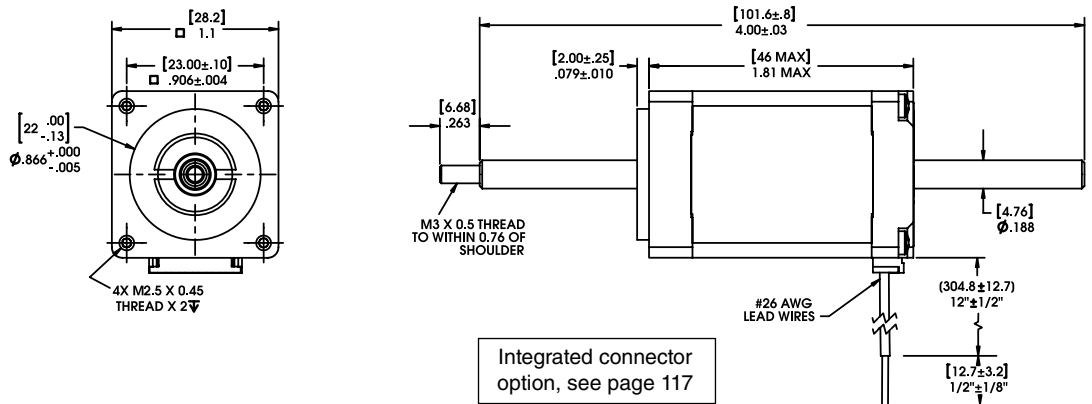 [28.2]
□ 1.1
[23.00±.10]
□ .906±.004
[22 .00
-.13]
Ø.866 +.000
-.005
4X M2.5 X 0.45
THREAD X 2↧
[101.6±.8]
4.00±.03
[2.00±.25]
.079±.010
[46 MAX]
1.81 MAX
[6.68]
.263
M3 X 0.5 THREAD
TO WITHIN 0.76 OF
SHOULDER
[4.76]
Ø.188
#26 AWG
LEAD WIRES
(304.8±12.7)
12"±1/2"
[12.7±3.2]
1/2"±1/8"
Integrated connector
option, see page 117